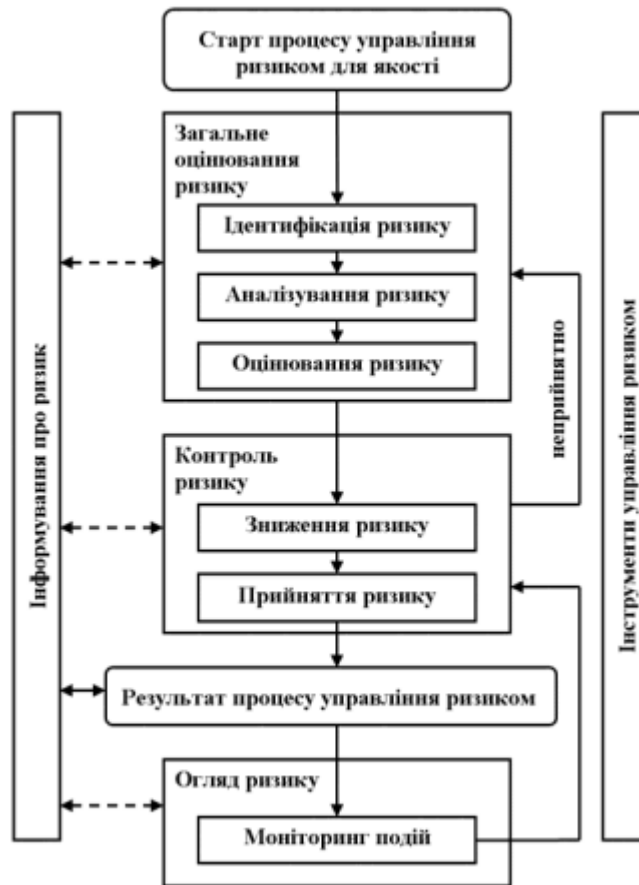 Старт процесу управління
ризиком для якості
Загальне
оцінювання
ризику
Ідентифікація ризику
Аналізування ризику
Оцінювання ризику
Контроль
ризику
Зниження ризику
Прийняття ризику
Результат процесу управління ризиком
Огляд ризику
Моніторинг подій
Інформування про ризик
неприйнятно
Інструменти управління ризиком